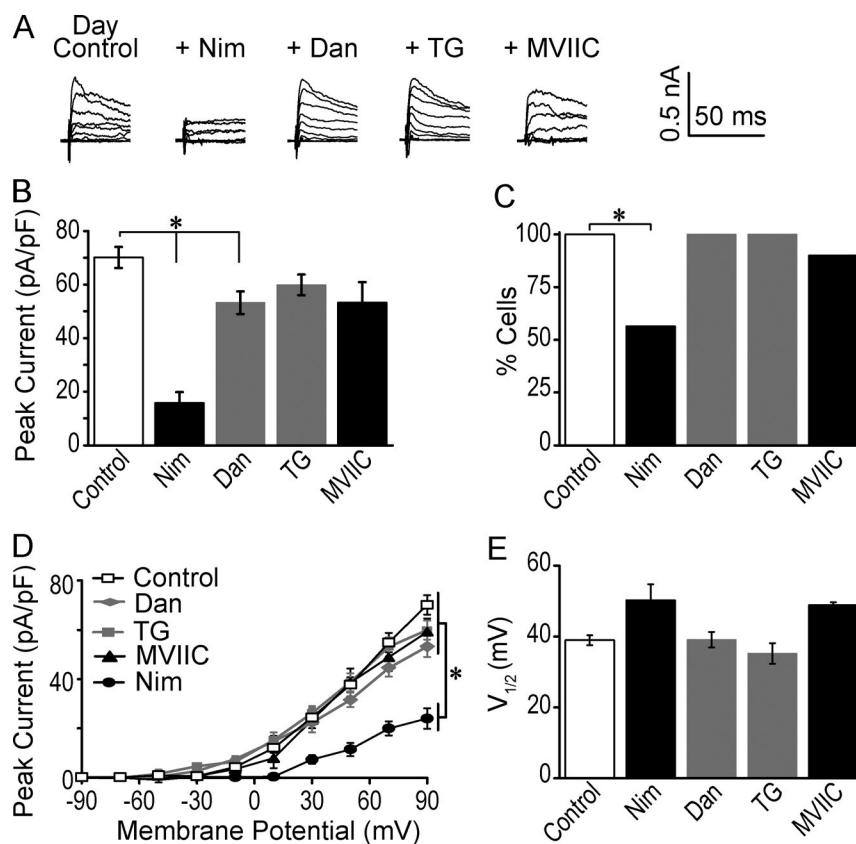 A
Day
Control
+ Nim
+ Dan
+ TG
+ MVIIC
0.5 nA
50 ms
B
Peak Current (pA/pF)
80
60
40
20
0
*
Control
Nim
Dan
TG
MVIIC
C
% Cells
100
75
50
25
0
*
Control
Nim
Dan
TG
MVIIC
D
Peak Current (pA/pF)
80
40
0
Control
Dan
TG
MVIIC
Nim
*
-90
-60
-30
0
30
60
90
Membrane Potential (mV)
E
V1/2 (mV)
60
40
20
0
Control
Nim
Dan
TG
MVIIC